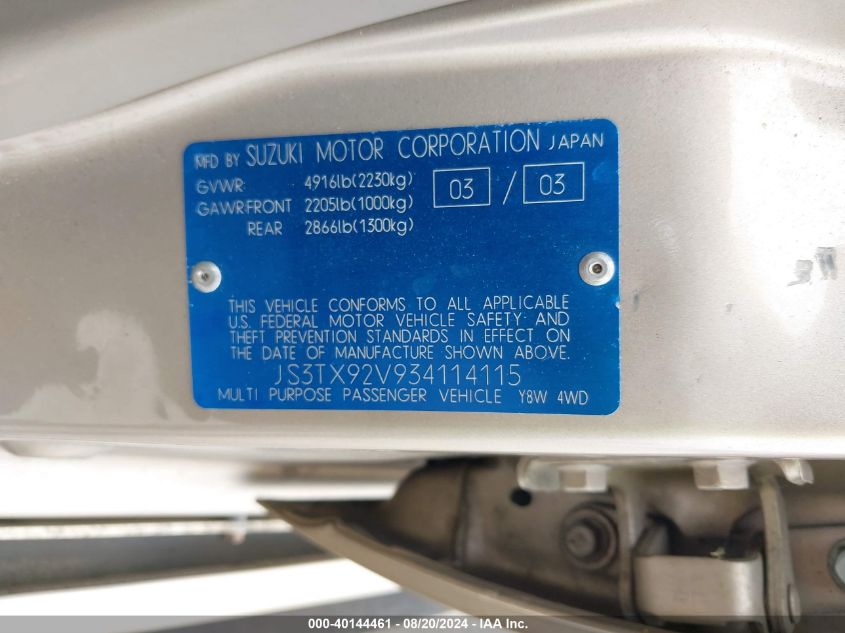 MFD BY SUZUKI MOTOR CORPORATION JAPAN
GVWR 4916lb(2230kg) 03 / 03
GAWRFRONT 2205lb(1000kg)
REAR 2866lb(1300kg)
THIS VEHICLE CONFORMS TO ALL APPLICABLE
U.S. FEDERAL MOTOR VEHICLE SAFETY AND
THEFT PREVENTION STANDARDS IN EFFECT ON
THE DATE OF MANUFACTURE SHOWN ABOVE.
JS3TX92V934114115
MULTI PURPOSE PASSENGER VEHICLE Y8W 4WD
000-40144461 - 08/20/2024 - IAA Inc.